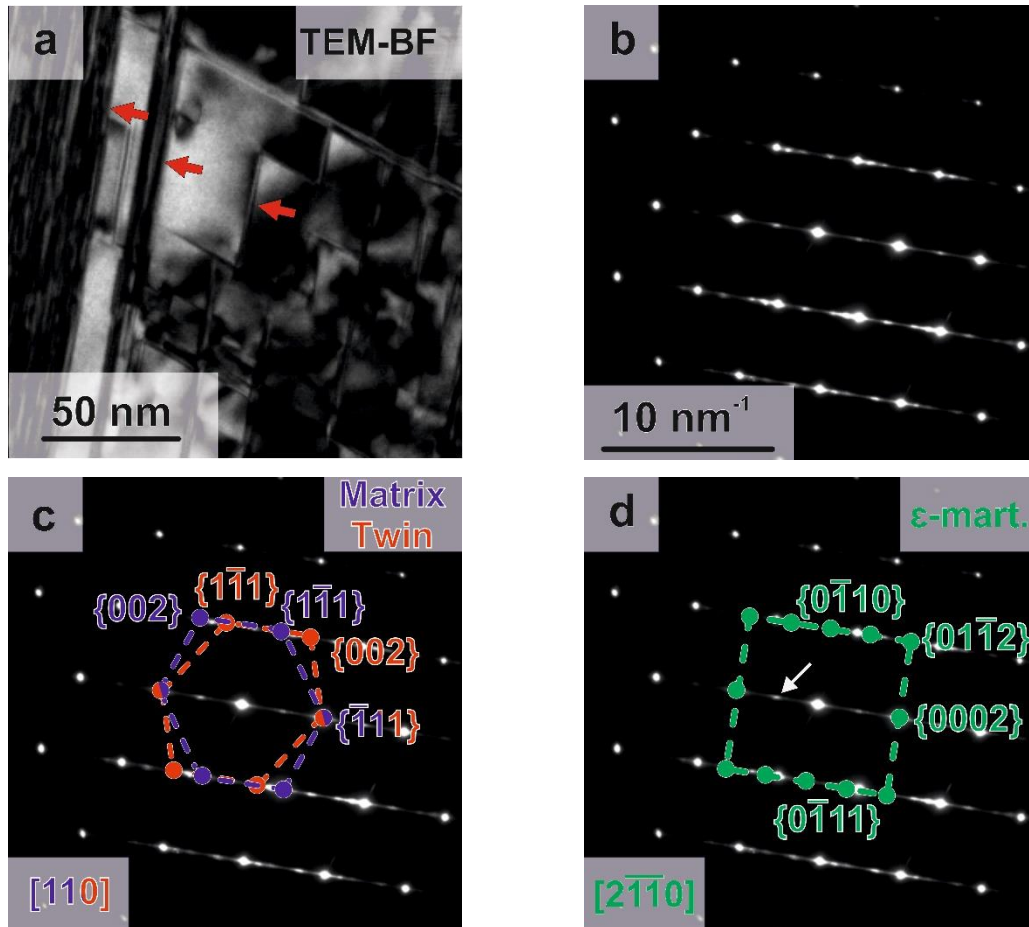 a
TEM-BF
50 nm
b
10 nm⁻¹
c
Matrix
Twin
{002}
{11̅1}
{11̅1}
{002}
{1̅11}
[110]
d
ε-mart.
{01̅10}
{011̅2}
{0002}
{01̅11}
[21̅1̅0]